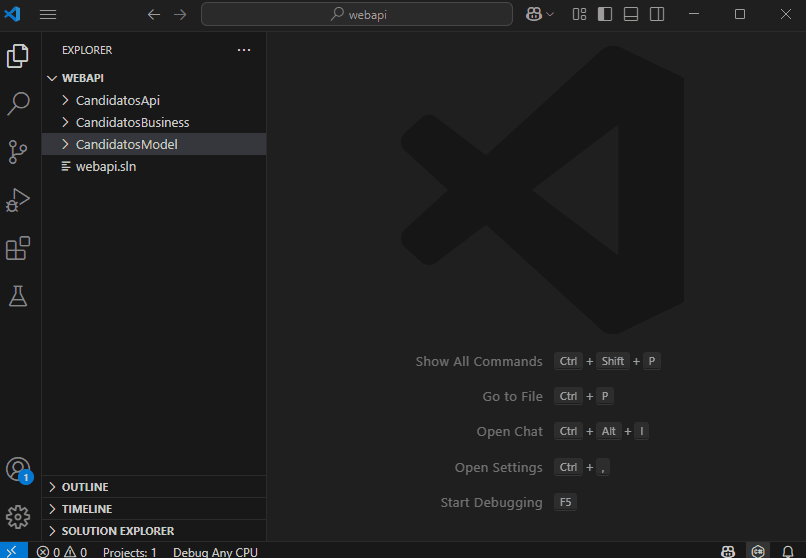 webapi
EXPLORER
WEBAPI
CandidatosApi
CandidatosBusiness
CandidatosModel
webapi.sln
Show All Commands Ctrl + Shift + P
Go to File Ctrl + P
Open Chat Ctrl + Alt + I
Open Settings Ctrl + ,
Start Debugging F5
1
OUTLINE
TIMELINE
SOLUTION EXPLORER
0 0 Projects: 1 Debug Any CPU